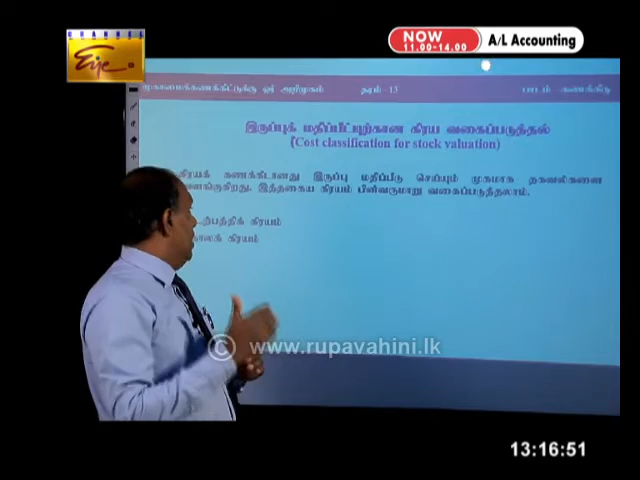 CHANNEL
Eye
NOW
11.00-14.00
A/L Accounting
முகாமைக்கணக்கீட்டுக்கு ஓர் அறிமுகம் தரம் 13 பாடம் கணக்கீடு
இருப்புக் மதிப்பீட்டிற்கான கிரய வகைப்படுத்தல்
(Cost classification for stock valuation)
கிரயக் கணக்கீடானது இருப்பு மதிப்பீடு செய்யும் முகமாக தகவல்களை
இத்தகைய கிரயம் பின்வருமாறு வகைப்படுத்தலாம்.
கிரயம்
கிரயம்
© www.rupavahini.lk
13:16:51